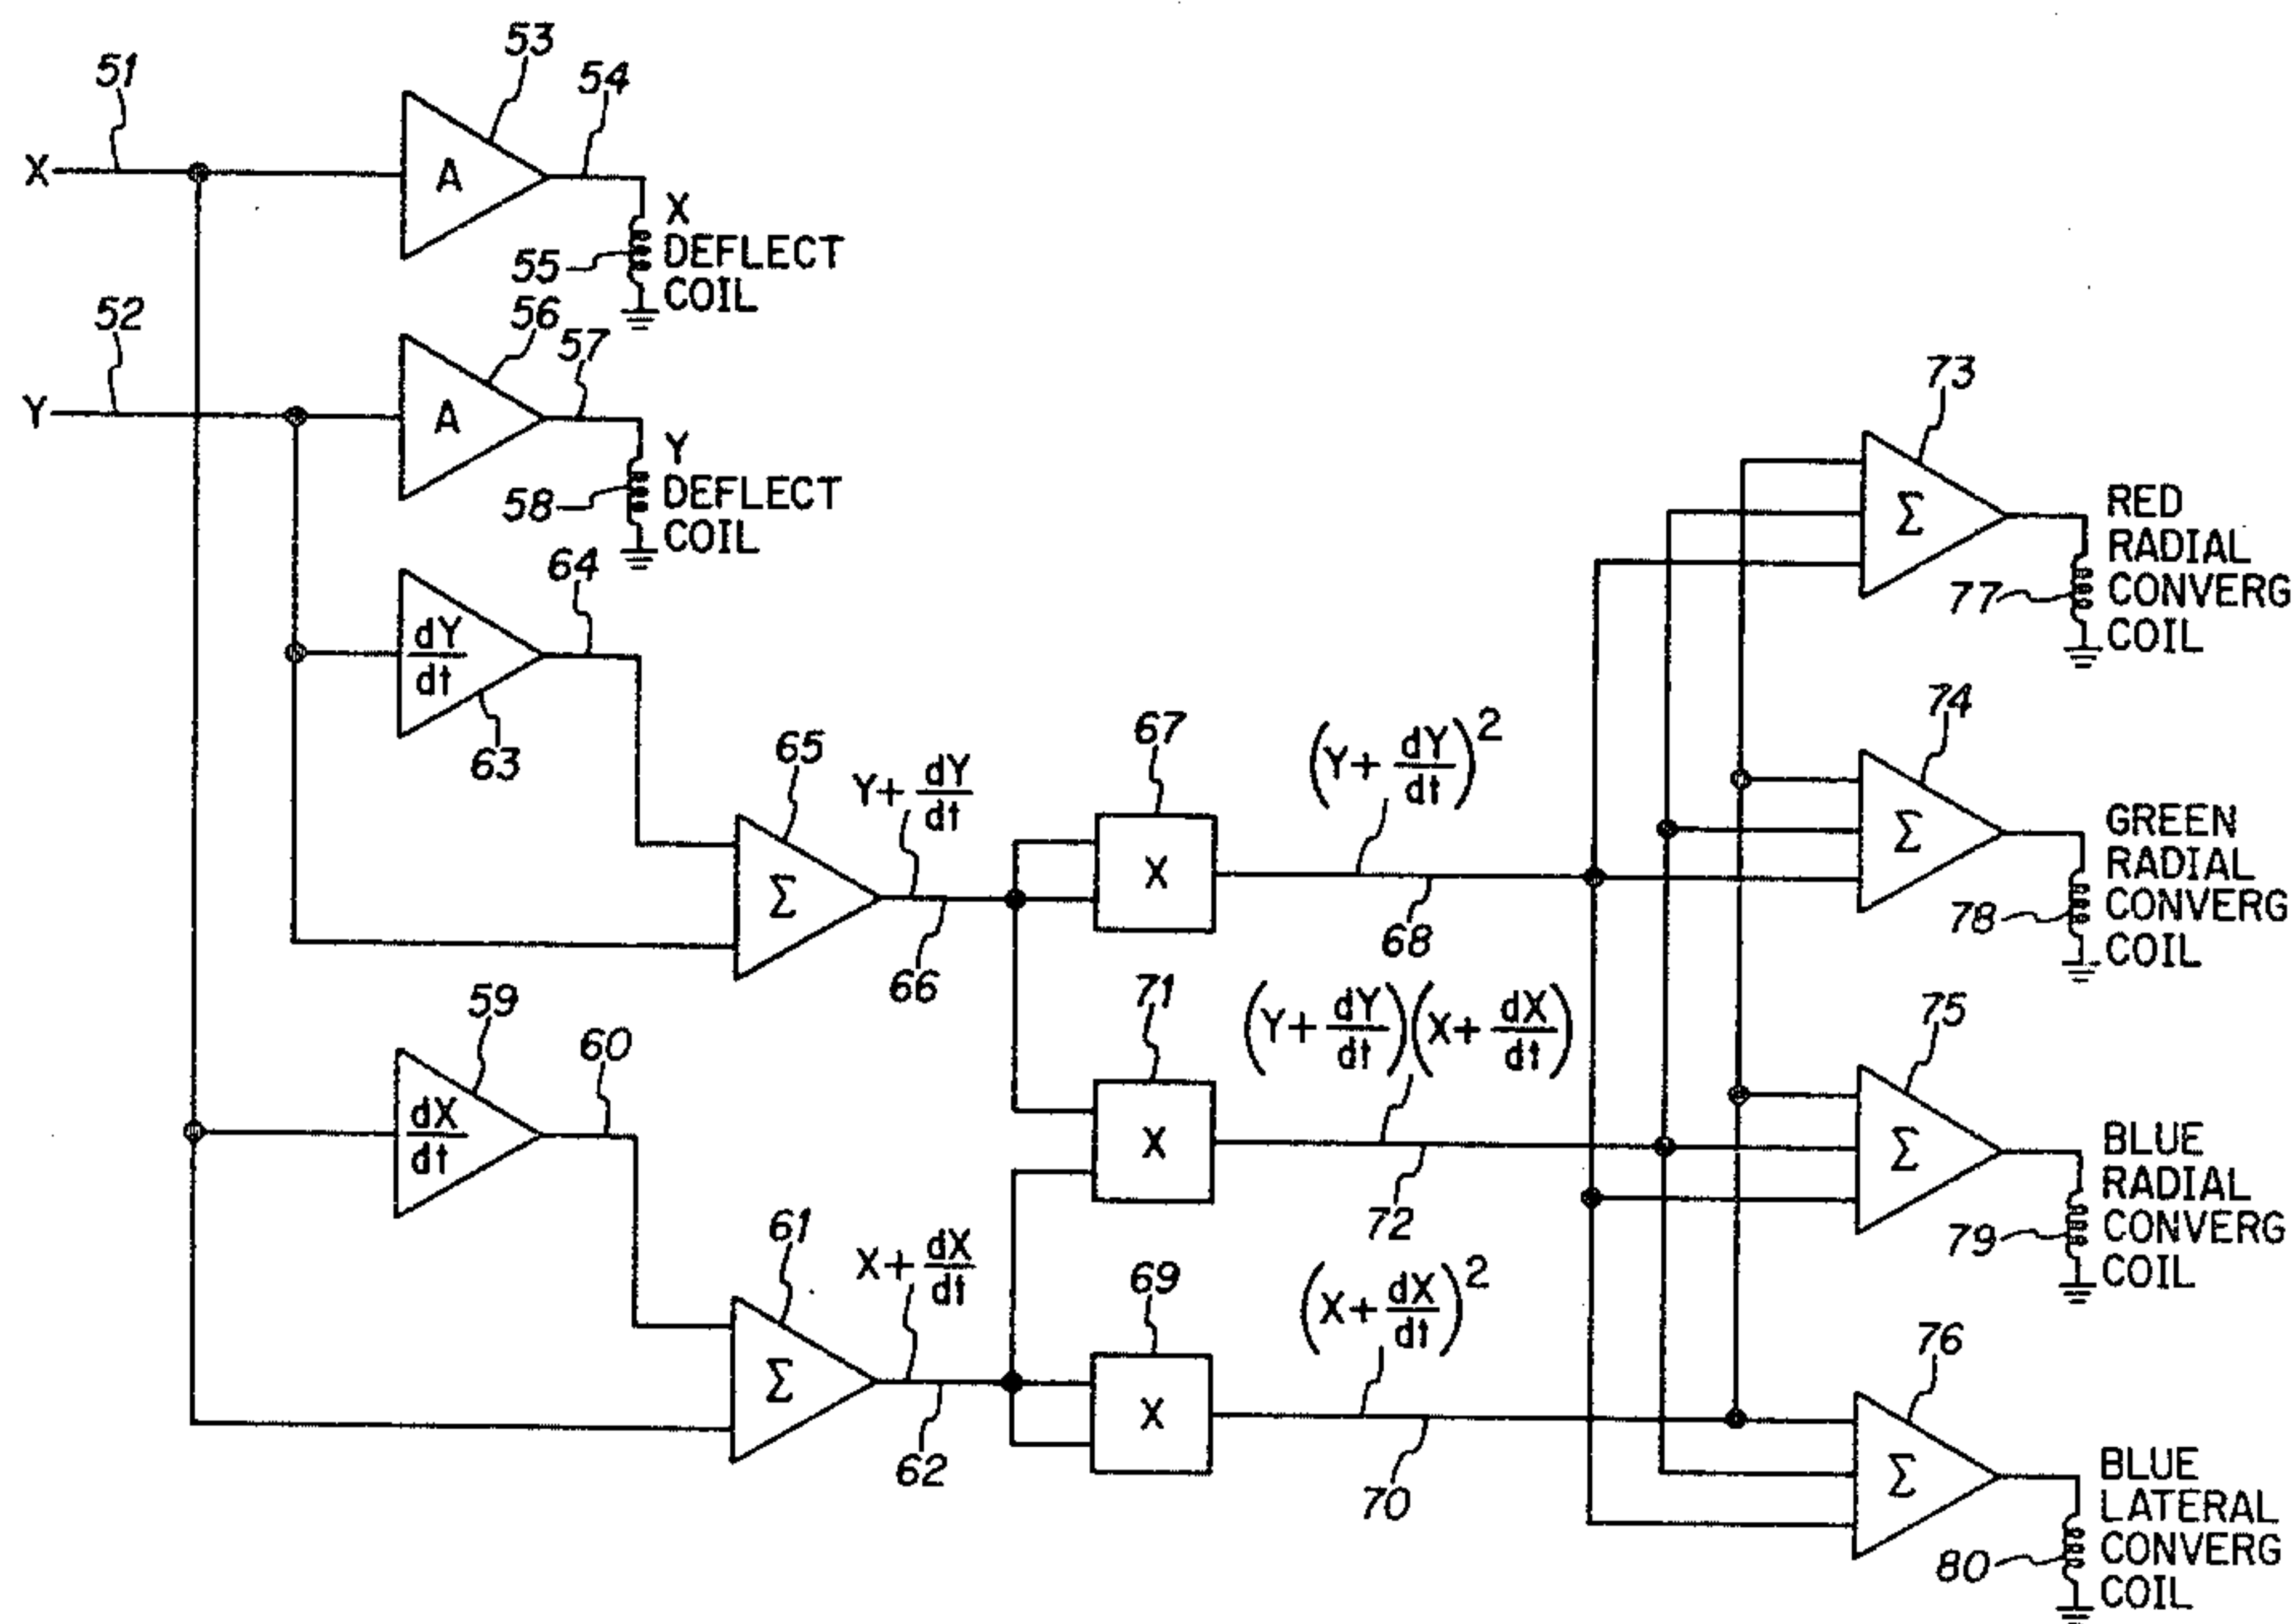 51
53
54
X
A
X
DEFLECT
COIL
55
52
56
57
Y
A
Y
DEFLECT
COIL
58
64
dY
dt
63
65
Σ
Y+ dY
dt
66
67
X
(Y+ dY/dt)²
68
59
dX
dt
60
61
Σ
X+ dX
dt
62
71
X
(Y+ dY/dt)(X+ dX/dt)
72
69
X
(X+ dX/dt)²
70
73
Σ
RED
RADIAL
CONVERG
COIL
77
74
Σ
GREEN
RADIAL
CONVERG
COIL
78
75
Σ
BLUE
RADIAL
CONVERG
COIL
79
76
Σ
BLUE
LATERAL
CONVERG
COIL
80